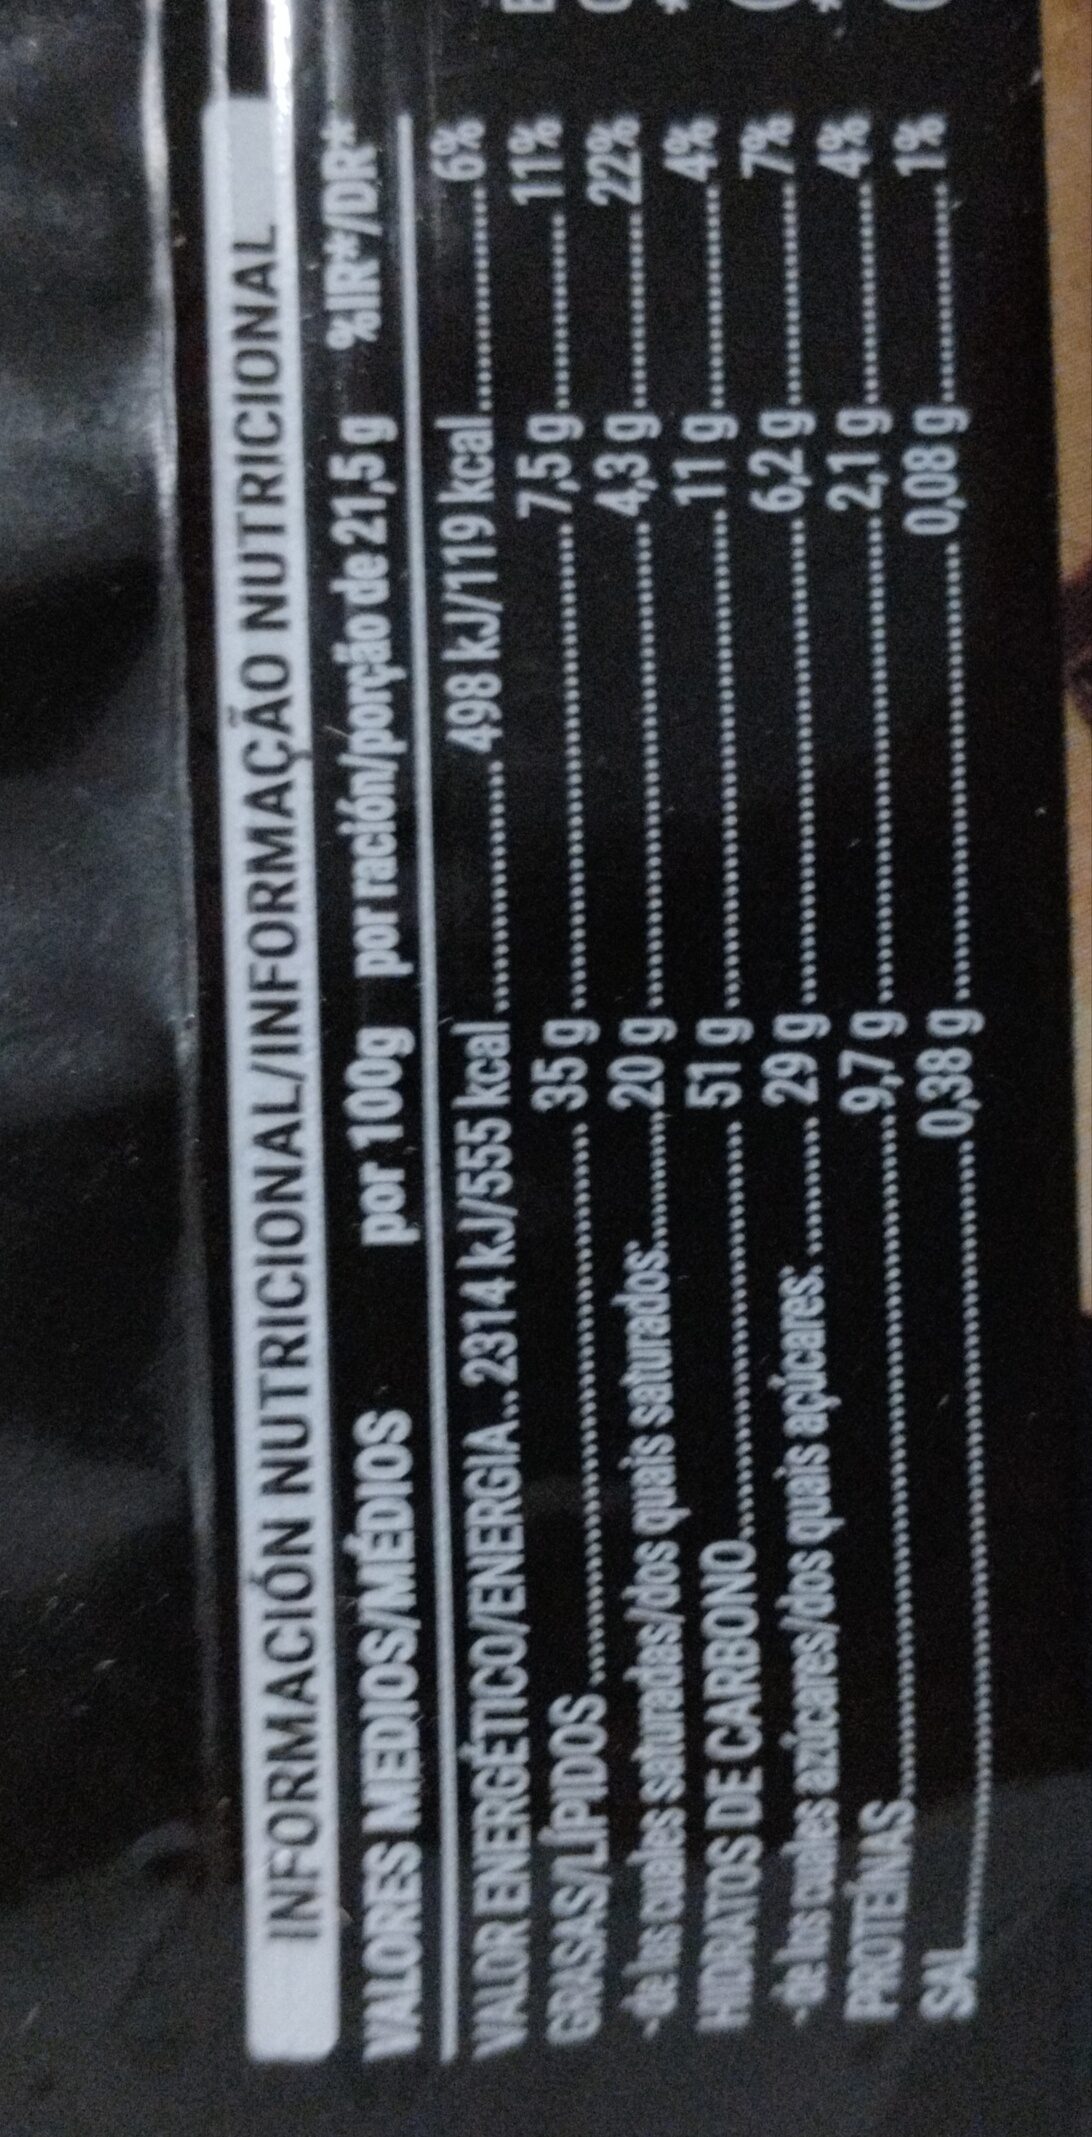 INFORMACIÓN NUTRICIONAL/INFORMAÇÃO NUTRICIONAL
VALORES MEDIOS/MÉDIOS por 100g por ración/porção de 21,5 g %IR*/DR*
VALOR ENERGÉTICO/ENERGIA..2314 kJ/555 kcal........498 kJ/119 kcal........6%
GRASAS/LÍPIDOS........35 g........7,5 g........11%
-de las cuales saturadas/dos quais saturados:........20 g........4,3 g........22%
HIDRATOS DE CARBONO........51 g........11 g........4%
-de los cuales azúcares/dos quais açúcares:........29 g........6,2 g........7%
PROTEÍNAS........9,7 g........2,1 g........4%
SAL........0,38 g........0,08 g........1%